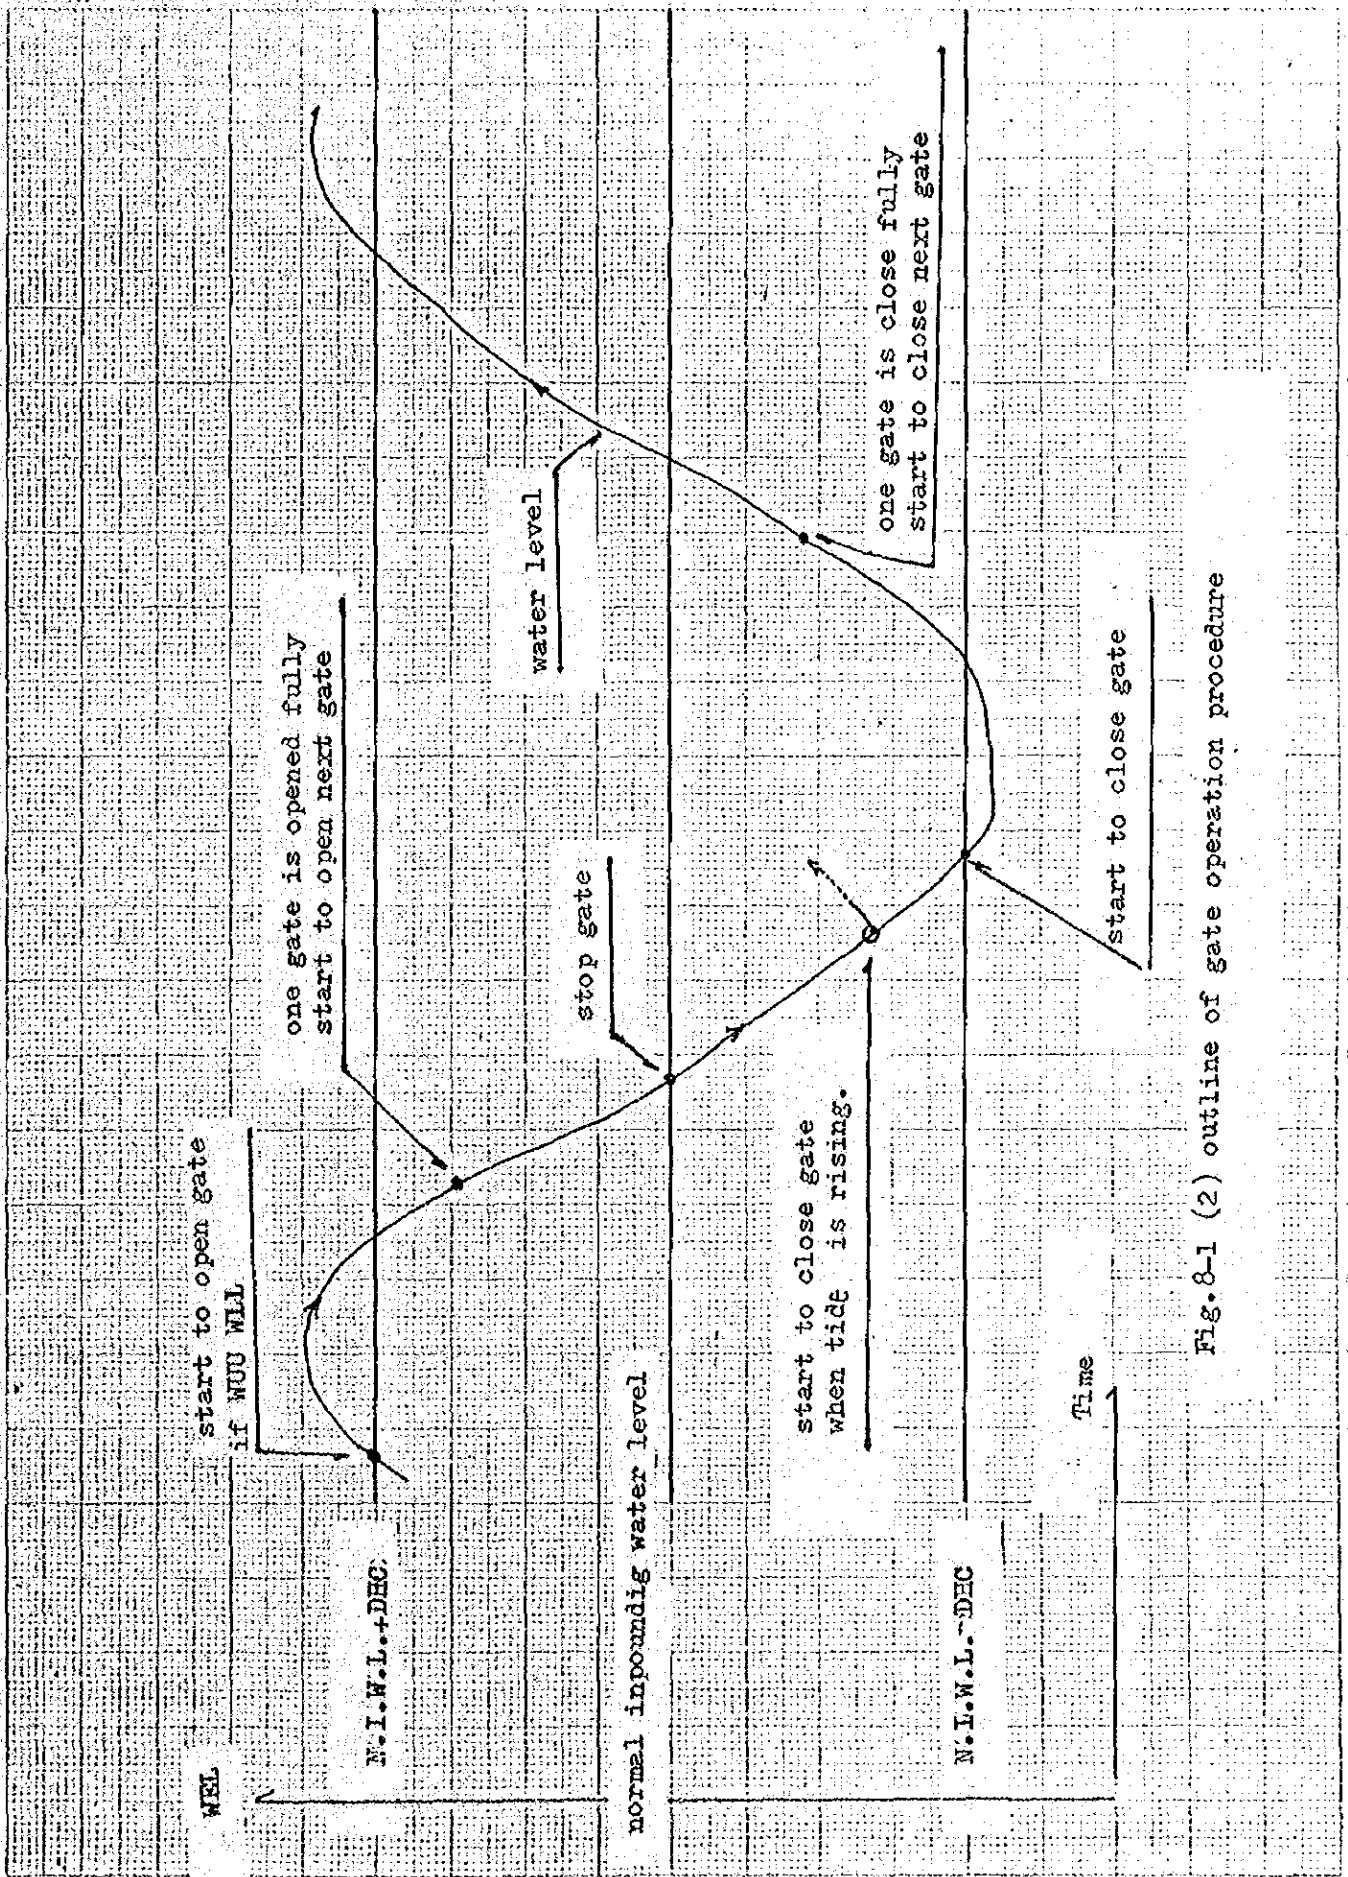 WEL
start to open gate
if WUU WLL
one gate is opened fully
start to open next gate
N.I.W.L.+DEC
water level
stop gate
normal inpoundig water level
one gate is close fully
start to close next gate
start to close gate
when tide is rising.
N.I.W.L.-DEC
start to close gate
Time
Fig.8-1 (2) outline of gate operation procedure